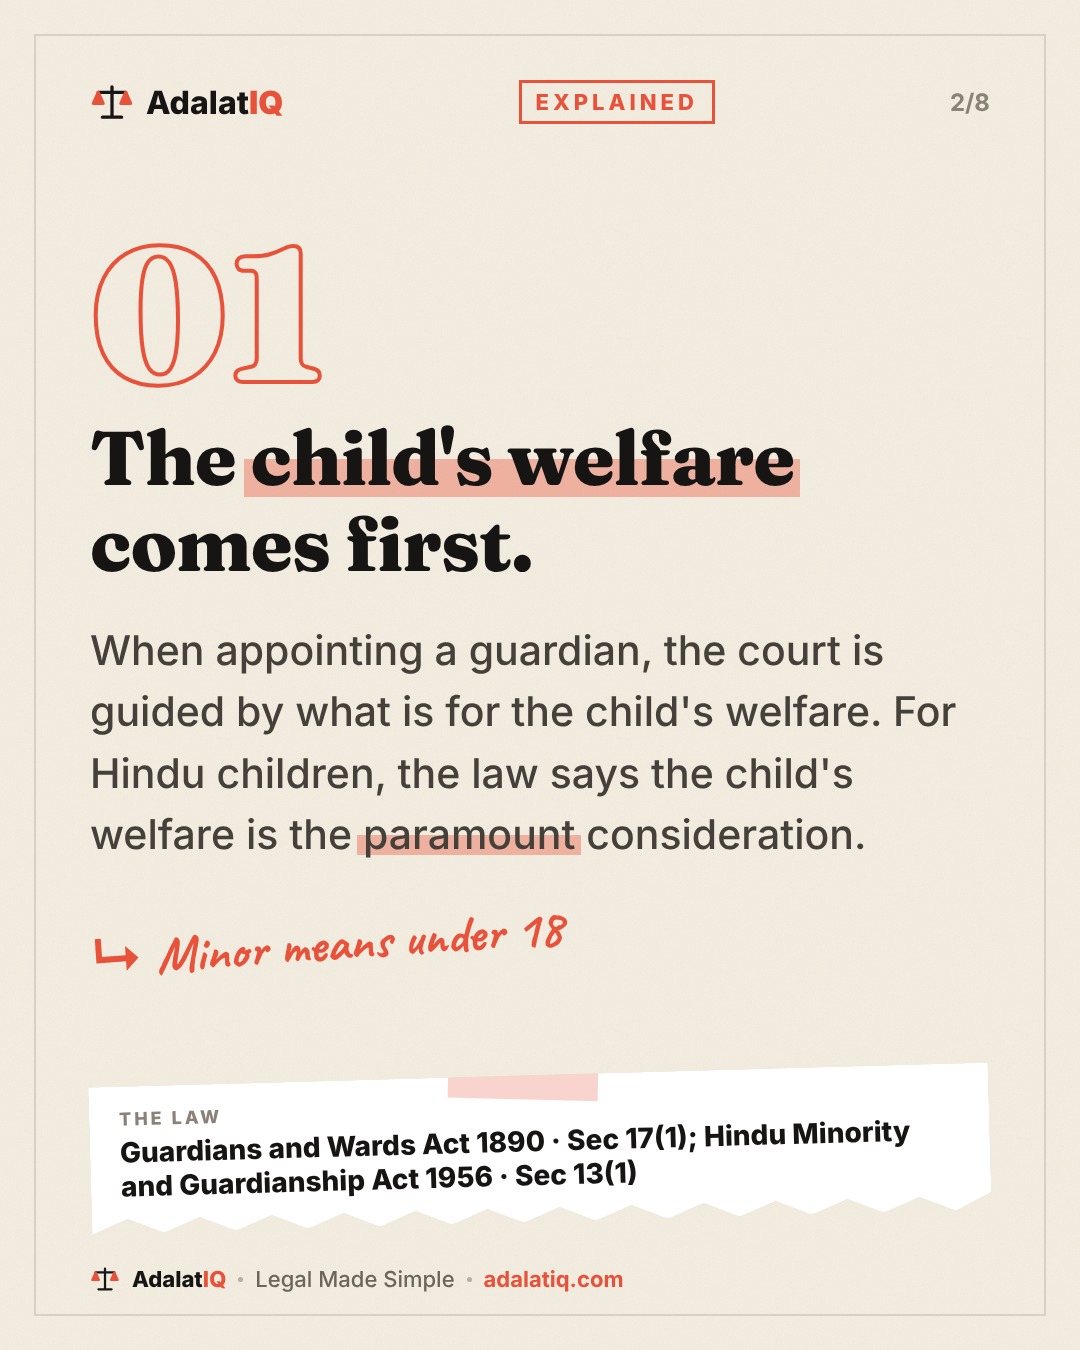 AdalatIQ
EXPLAINED
2/8
01
The child's welfare
comes first.
When appointing a guardian, the court is
guided by what is for the child's welfare. For
Hindu children, the law says the child's
welfare is the paramount consideration.
↳ Minor means under 18
THE LAW
Guardians and Wards Act 1890 · Sec 17(1); Hindu Minority
and Guardianship Act 1956 · Sec 13(1)
AdalatIQ • Legal Made Simple • adalatiq.com